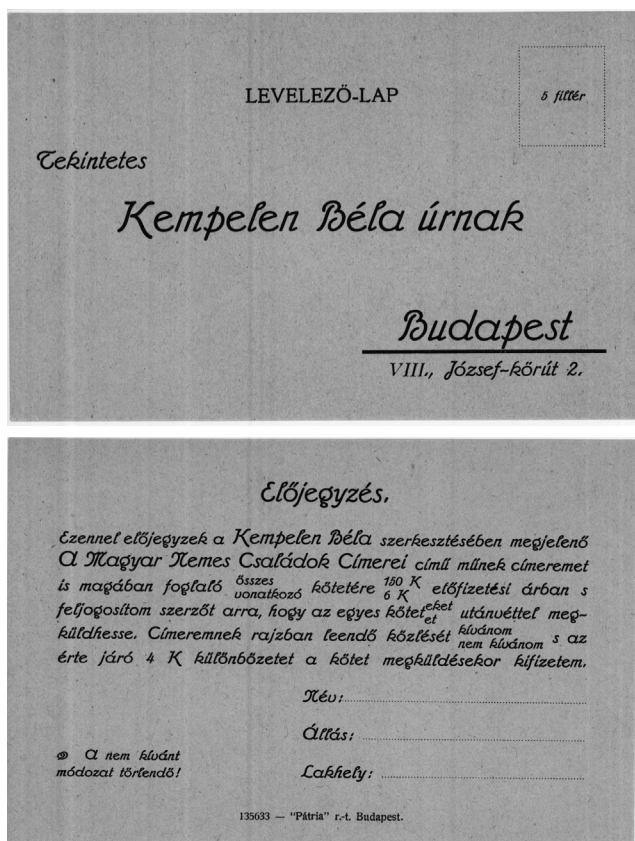 LEVELEZŐ-LAP
5 fillér
Tekintetes
Kempelen Béla úrnak
Budapest
VIII., József-körút 2.
Előjegyzés.
Ezennel előjegyzek a Kempelen Béla szerkesztésében megjelenő
A Magyar Nemes Családok Címerei című műnek címeremet
is magában foglaló összes vonatkozó kötetére 150 K 6 K előfizetési árban s
feljogosítom szerzőt arra, hogy az egyes köteteket et utánvéttel meg-
küldhesse. Címeremnek rajzban leendő közlését kívánom nem kívánom s az
érte járó 4 K különbözetet a kötet megküldésekor kifizetem.
Név:
Állás:
Lakhely:
A nem kívánt
módozat törlendő!
135633 — "Pátria" r.-t. Budapest.